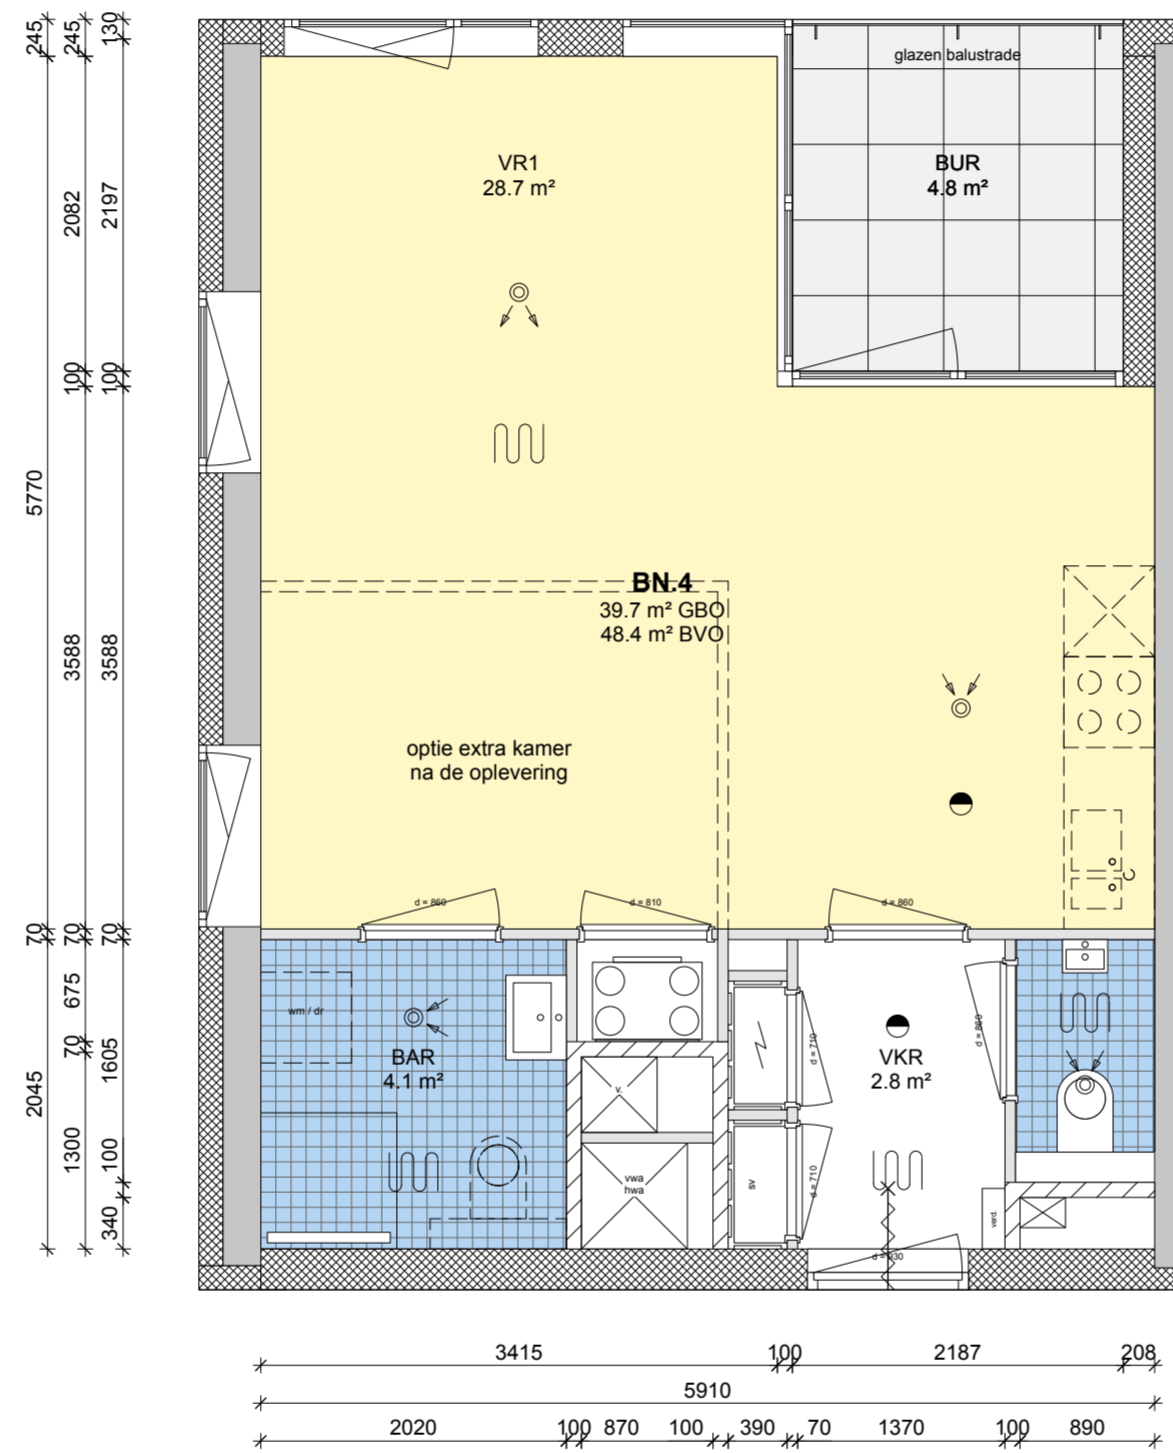 glazen balustrade
VR1
28.7 m²
BUR
4.8 m²
BN.4
39.7 m² GBO
48.4 m² BVO
optie extra kamer
na de oplevering
d = 860
d = 810
d = 860
wm / dr
BAR
4.1 m²
v.
vwa
hwa
d = 710
sv
d = 710
VKR
2.8 m²
d = 860
verd.
d = 930
245
5770
70
2045
245
2082
100
3588
70
675
70
1300
130
2197
100
3588
70
1605
100
340
3415
100
2187
208
5910
2020
100
870
100
390
70
1370
100
890